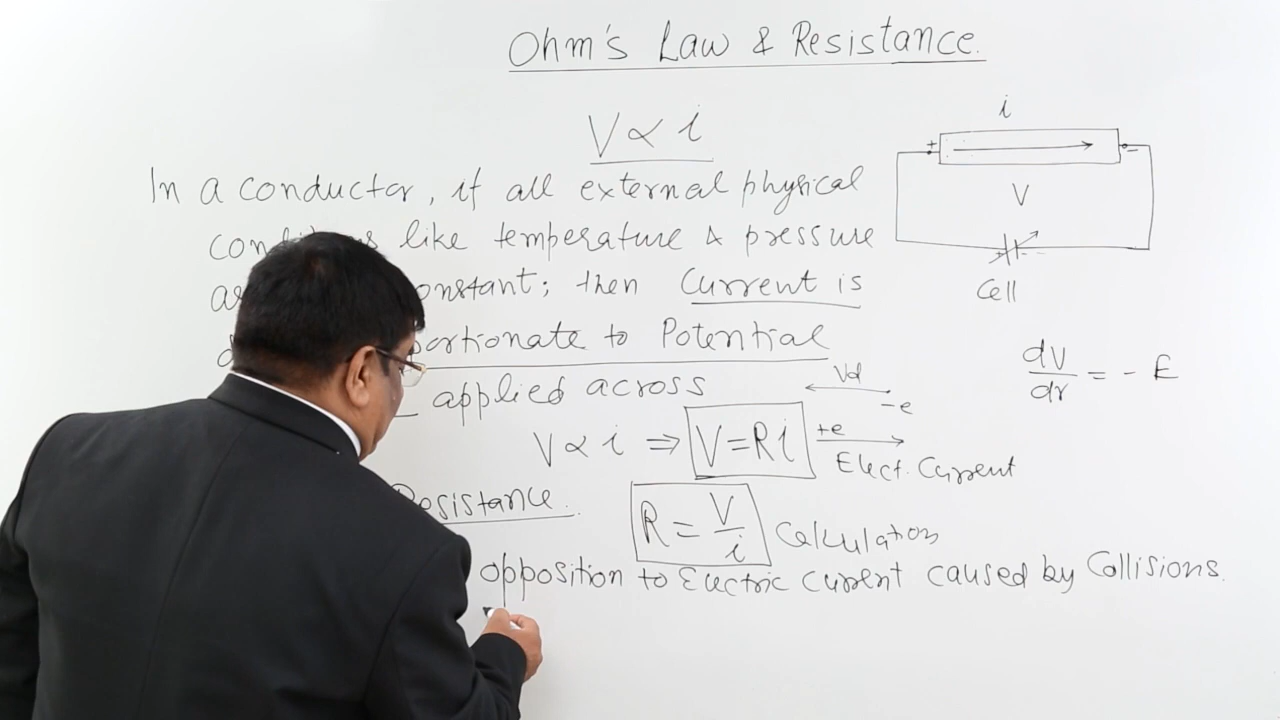 Ohm's Law & Resistance.
V ∝ i
In a conductor, if all external physical
like temperature & pressure
then Current is
to Potential
applied across
V ∝ i ⇒ V = Ri
Resistance.
R = V/i Calculation
opposition to Electric Current caused by Collisions.
i
+ -
V
Cell
dV/dr = - E
Vd
-e
+e
Elect. Current